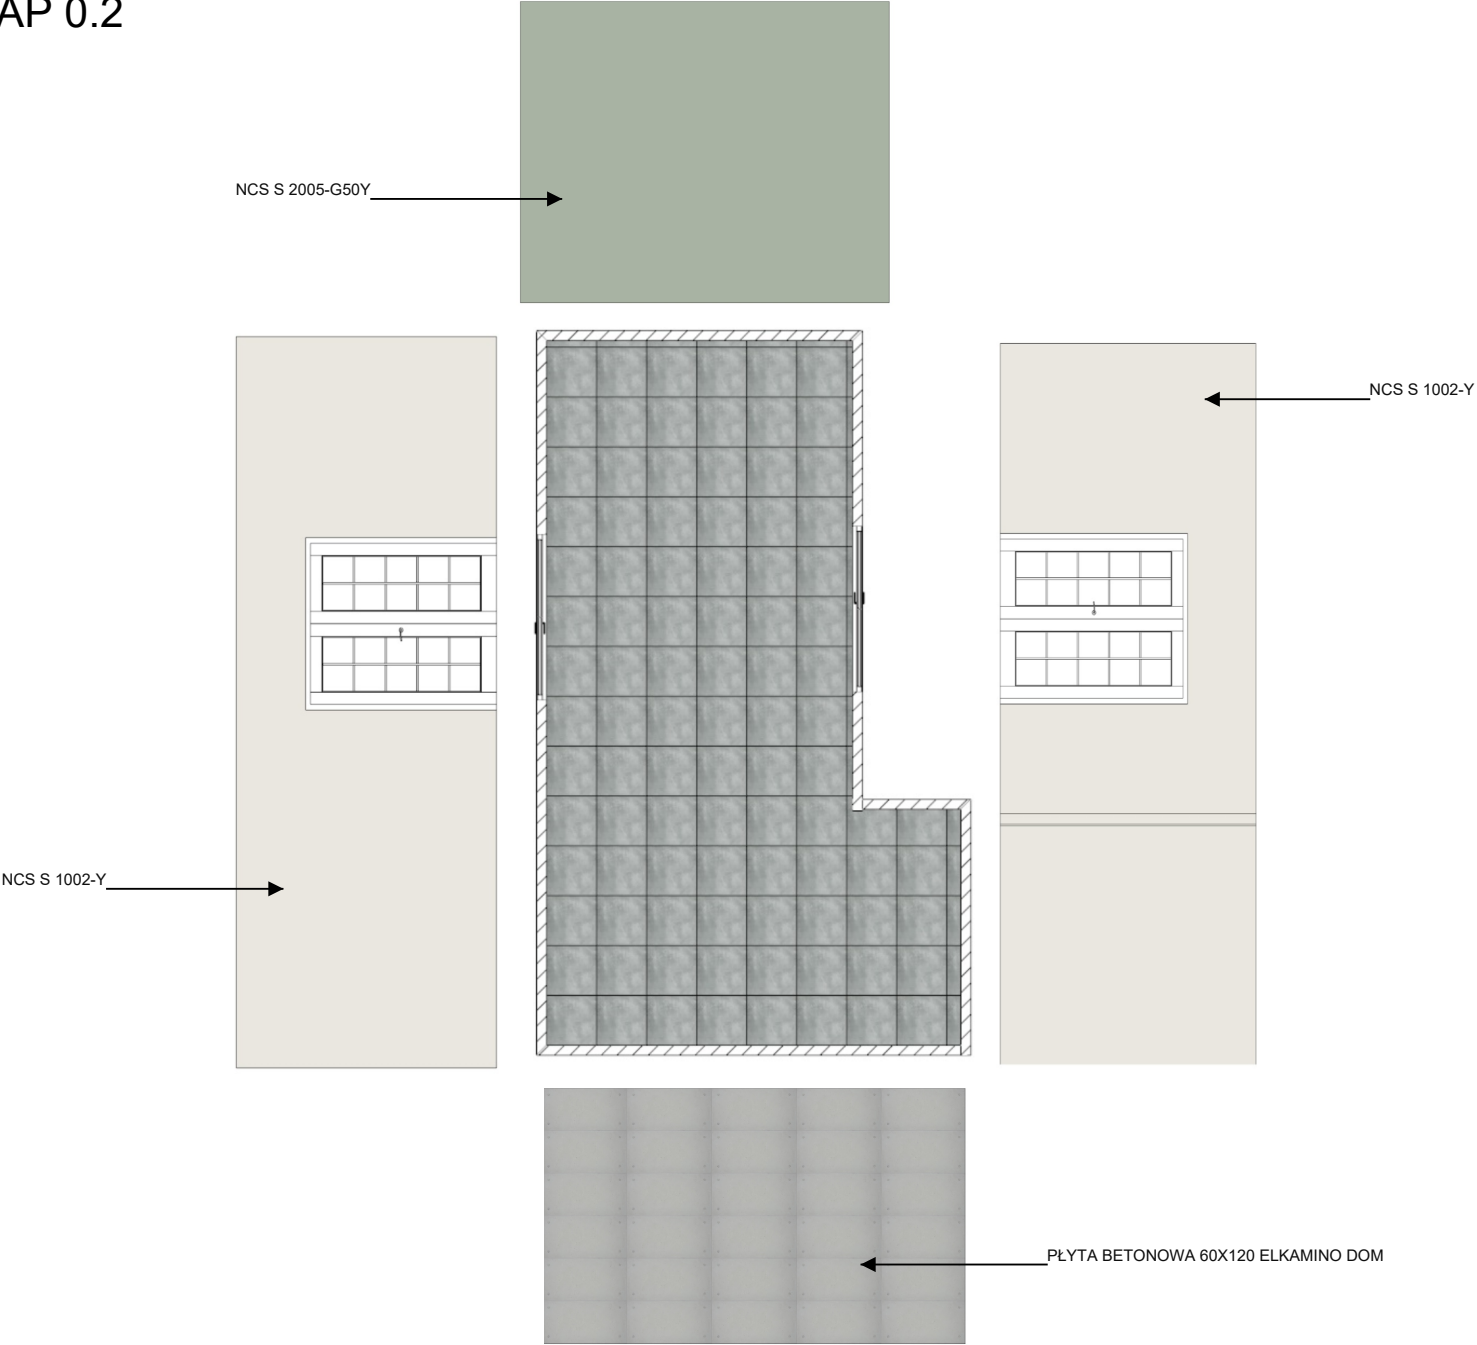 AP 0.2
NCS S 2005-G50Y
NCS S 1002-Y
NCS S 1002-Y
PŁYTA BETONOWA 60X120 ELKAMINO DOM